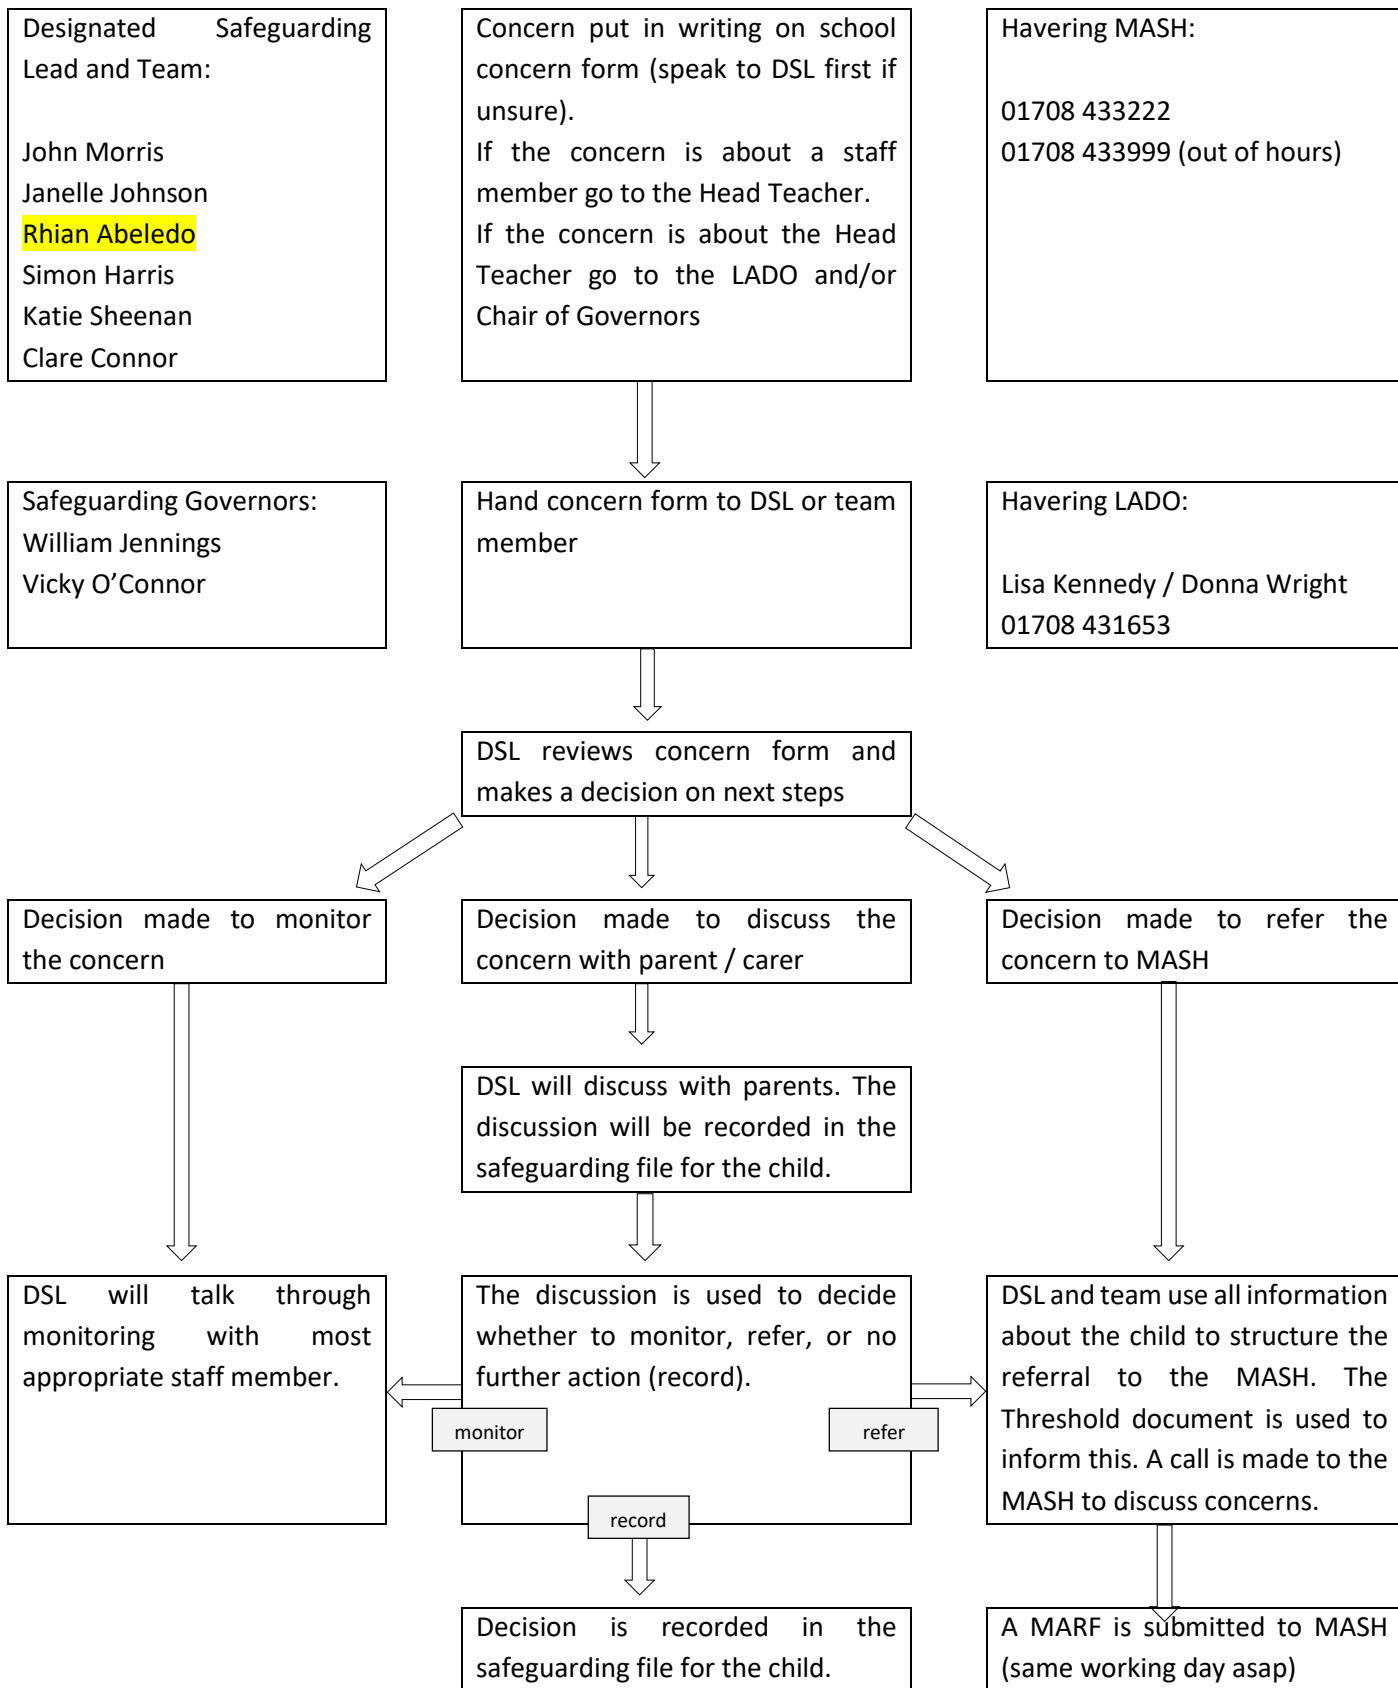 Designated Safeguarding
Lead and Team:
John Morris
Janelle Johnson
Rhian Abeledo
Simon Harris
Katie Sheenan
Clare Connor
Concern put in writing on school
concern form (speak to DSL first if
unsure).
If the concern is about a staff
member go to the Head Teacher.
If the concern is about the Head
Teacher go to the LADO and/or
Chair of Governors
Havering MASH:
01708 433222
01708 433999 (out of hours)
Safeguarding Governors:
William Jennings
Vicky O’Connor
Hand concern form to DSL or team
member
Havering LADO:
Lisa Kennedy / Donna Wright
01708 431653
DSL reviews concern form and
makes a decision on next steps
Decision made to monitor
the concern
Decision made to discuss the
concern with parent / carer
Decision made to refer the
concern to MASH
DSL will discuss with parents. The
discussion will be recorded in the
safeguarding file for the child.
DSL will talk through
monitoring with most
appropriate staff member.
The discussion is used to decide
whether to monitor, refer, or no
further action (record).
monitor
refer
record
DSL and team use all information
about the child to structure the
referral to the MASH. The
Threshold document is used to
inform this. A call is made to the
MASH to discuss concerns.
Decision is recorded in the
safeguarding file for the child.
A MARF is submitted to MASH
(same working day asap)